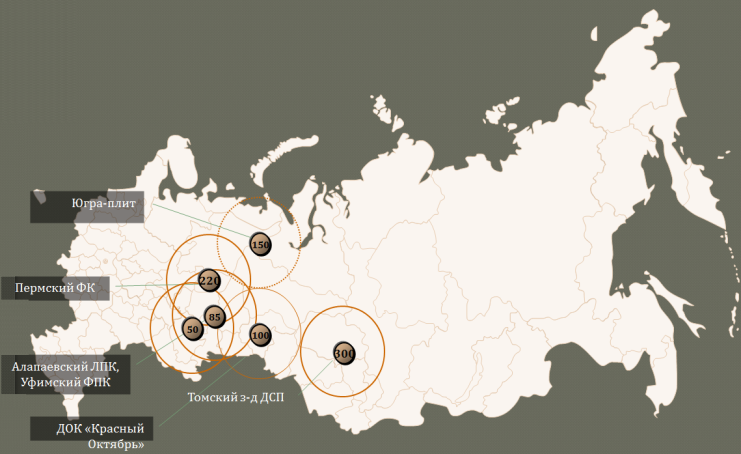 Югра-плит
150
Пермский ФК
220
85
50
100
300
Алапаевский ЛПК,
Уфимский ФПК
Томский з-д ДСП
ДОК «Красный
Октябрь»